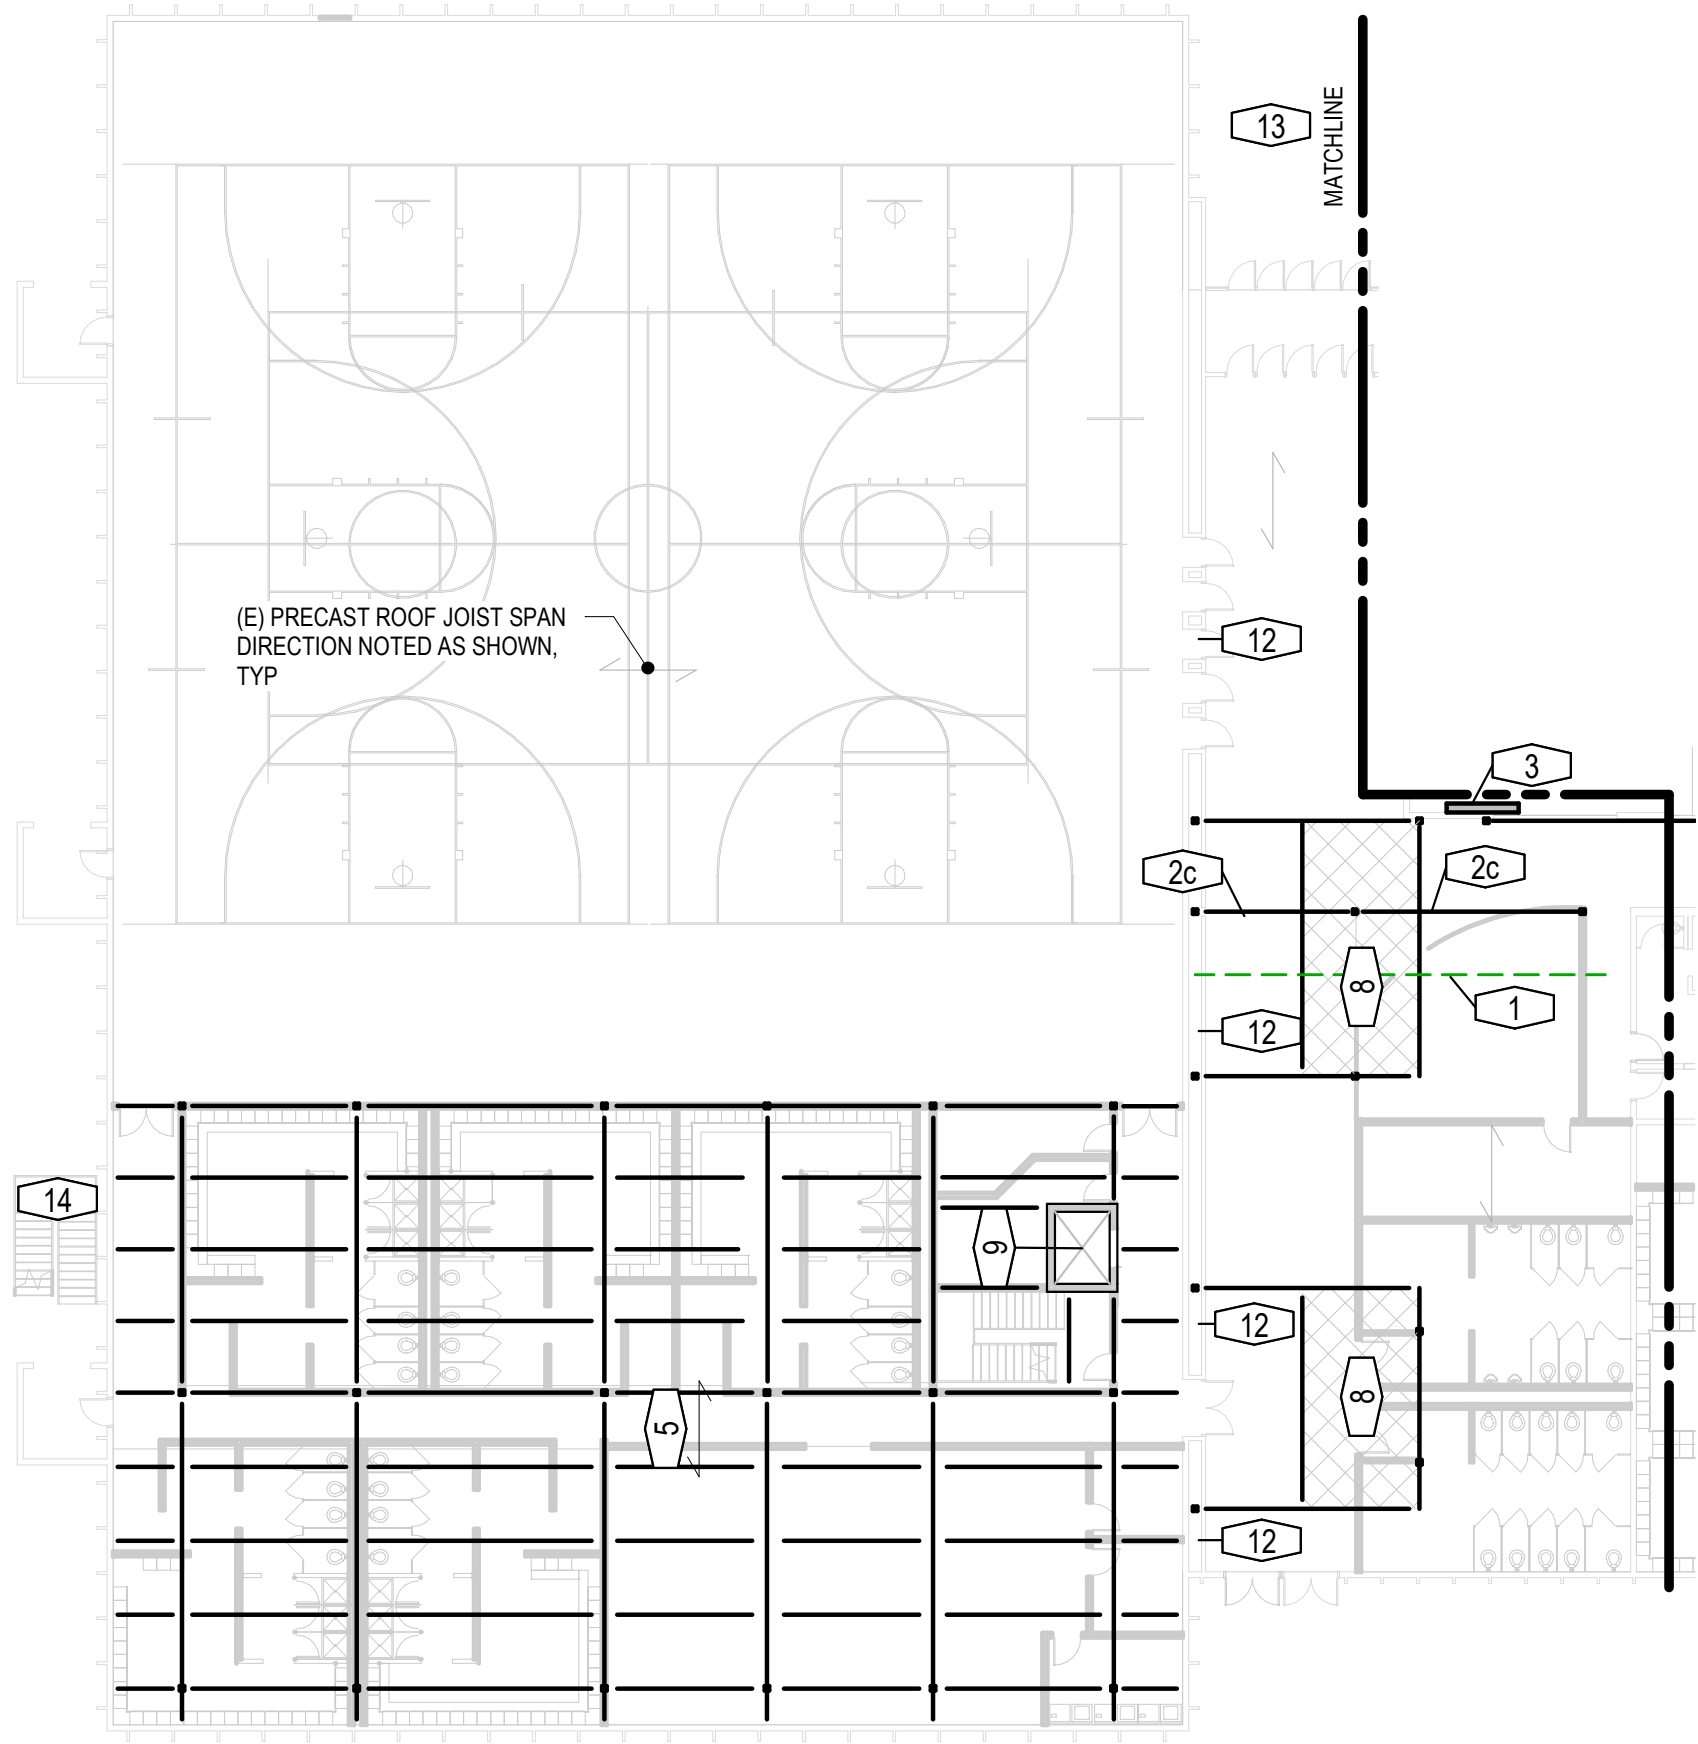 13
MATCHLINE
(E) PRECAST ROOF JOIST SPAN
DIRECTION NOTED AS SHOWN,
TYP
12
3
2c
2c
8
1
12
14
9
12
8
5
12